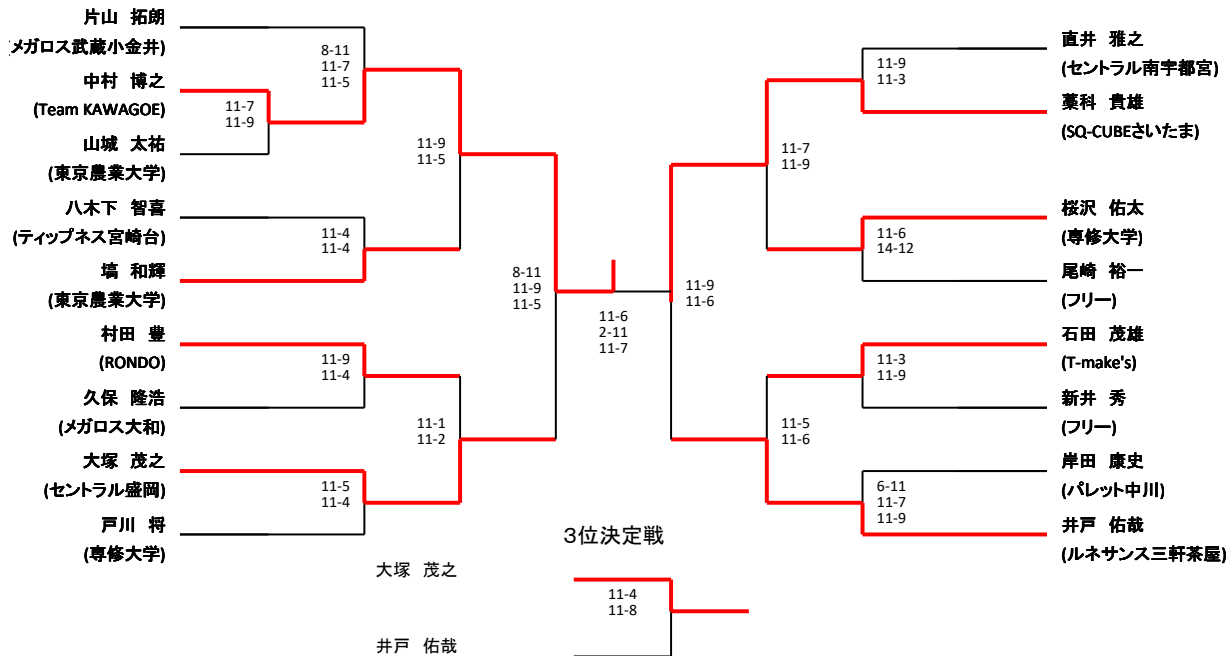 片山 拓朗
メガロス武蔵小金井)
中村 博之
(Team KAWAGOE)
山城 太祐
(東京農業大学)
八木下 智喜
(ティップネス宮崎台)
塙 和輝
(東京農業大学)
村田 豊
(RONDO)
久保 隆浩
(メガロス大和)
大塚 茂之
(セントラル盛岡)
戸川 将
(専修大学)
11-7
11-9
8-11
11-7
11-5
11-4
11-4
11-9
11-4
11-5
11-4
11-9
11-5
11-1
11-2
8-11
11-9
11-5
11-6
2-11
11-7
11-9
11-6
11-7
11-9
11-5
11-6
11-9
11-3
11-6
14-12
11-3
11-9
6-11
11-7
11-9
直井 雅之
(セントラル南宇都宮)
藁科 貴雄
(SQ-CUBEさいたま)
桜沢 佑太
(専修大学)
尾崎 裕一
(フリー)
石田 茂雄
(T-make's)
新井 秀
(フリー)
岸田 康史
(パレット中川)
井戸 佑哉
(ルネサンス三軒茶屋)
3位決定戦
大塚 茂之
11-4
11-8
井戸 佑哉